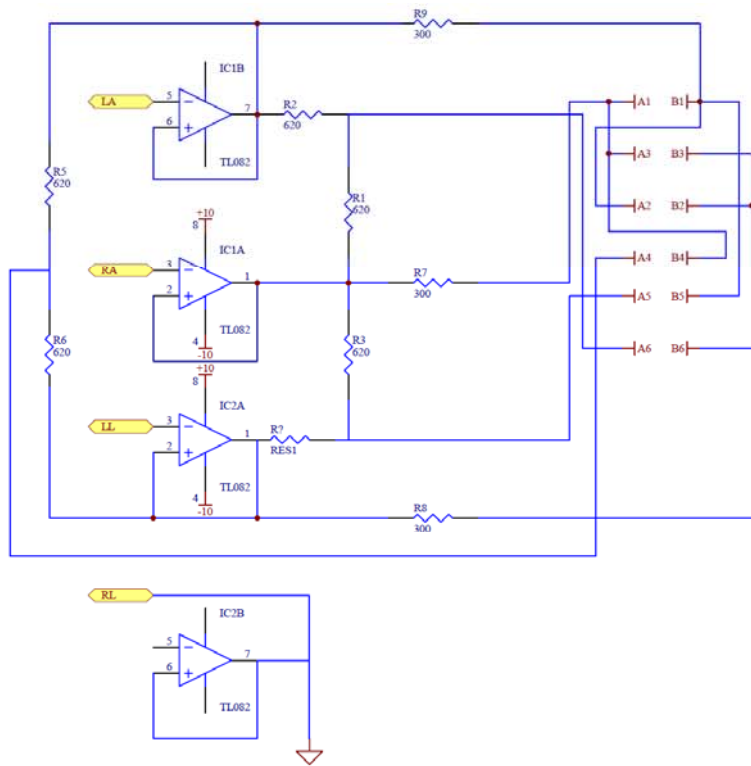 R9
300
IC1B
LA
5
6
7
TL082
R2
620
A1
B1
A3
B3
A2
B2
A4
B4
A5
B5
A6
B6
R5
620
R1
620
+10
8
IC1A
RA
3
2
1
4
-10
TL082
R7
300
R6
620
R3
620
+10
8
IC2A
LL
3
2
1
4
-10
TL082
R?
RES1
R8
300
RL
IC2B
5
6
7
TL082